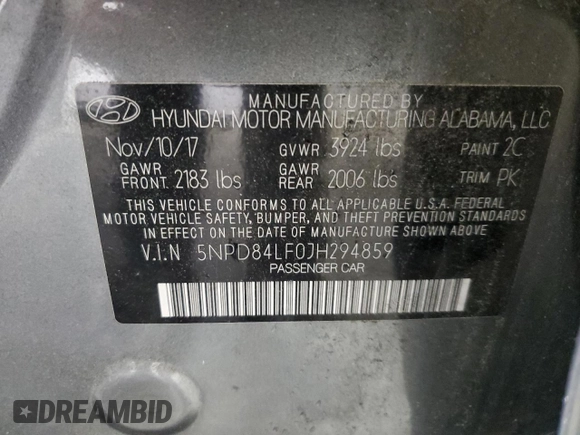 MANUFACTURED BY
HYUNDAI MOTOR MANUFACTURING ALABAMA, LLC
Nov/10/17 GVWR 3924 lbs PAINT 2C
GAWR FRONT 2183 lbs GAWR REAR 2006 lbs TRIM PK
THIS VEHICLE CONFORMS TO ALL APPLICABLE U.S.A. FEDERAL
MOTOR VEHICLE SAFETY, BUMPER, AND THEFT PREVENTION STANDARDS
IN EFFECT ON THE DATE OF MANUFACTURE SHOWN ABOVE.
V.I.N 5NPD84LF0JH294859
PASSENGER CAR
DREAMBID